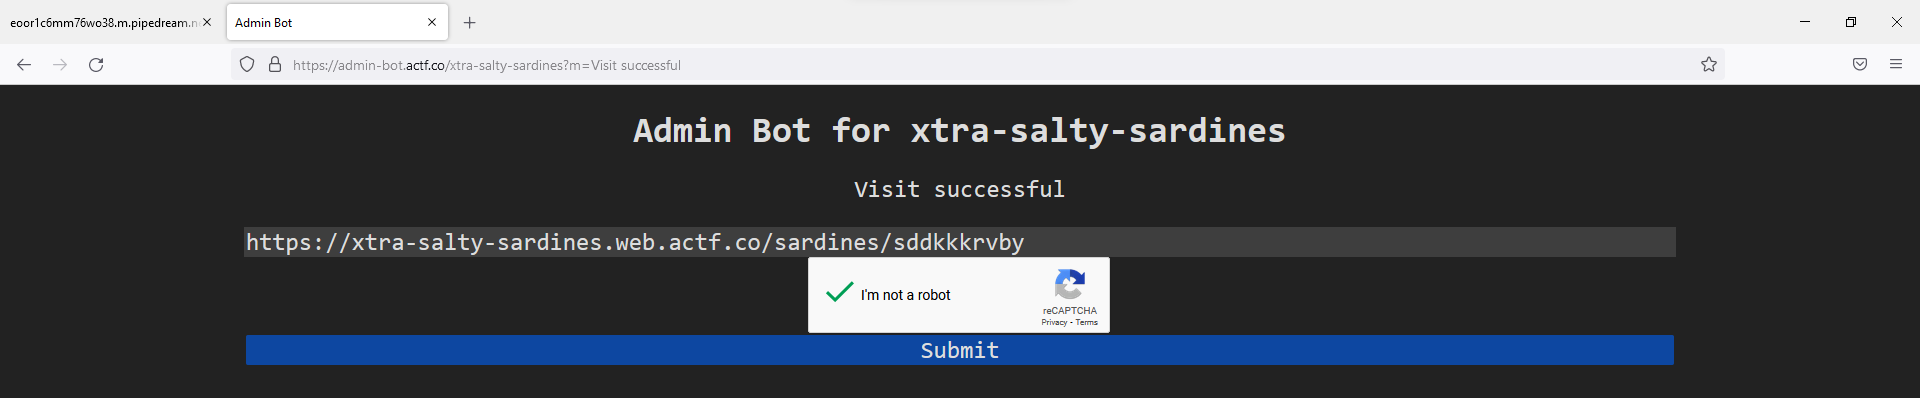 eoor1c6mm76wo38.m.pipedream.n
Admin Bot
https://admin-bot.actf.co/xtra-salty-sardines?m=Visit successful
Admin Bot for xtra-salty-sardines
Visit successful
https://xtra-salty-sardines.web.actf.co/sardines/sddkkkrvby
I'm not a robot
reCAPTCHA
Privacy - Terms
Submit